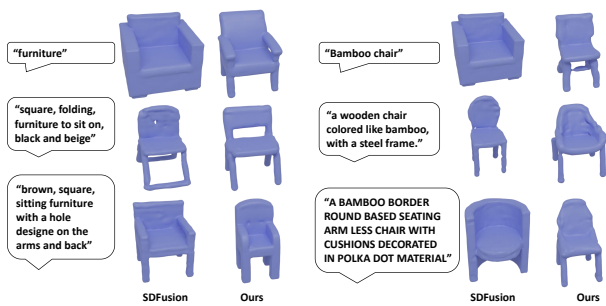 “furniture”
“square, folding,
furniture to sit on,
black and beige”
“brown, square,
sitting furniture
with a hole
designe on the
arms and back”
SDFusion Ours
“Bamboo chair”
“a wooden chair
colored like bamboo,
with a steel frame.”
“A BAMBOO BORDER
ROUND BASED SEATING
ARM LESS CHAIR WITH
CUSHIONS DECORATED
IN POLKA DOT MATERIAL”
SDFusion Ours